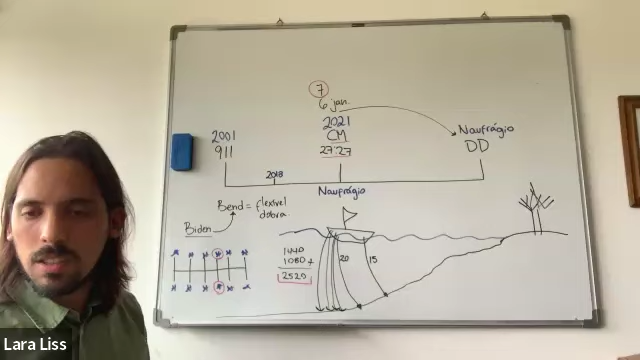 7
6 jan.
2021
CM
27:27
2001
911
2018
Naufrágio
DD
Naufrágio
Bend = flexível
dobra
Biden
1440
1080 +
2520
20
15
Lara Liss